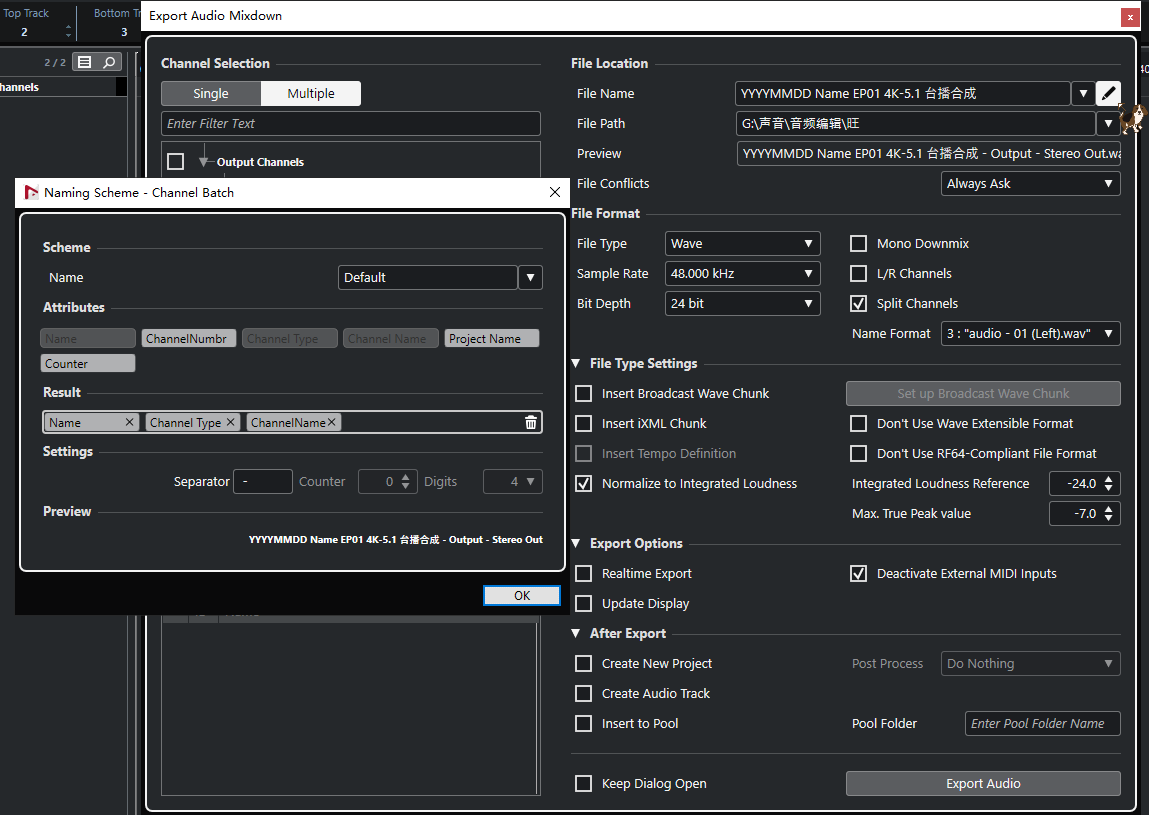 Top Track
Bottom Tr
2
3
2 / 2
hannels
Export Audio Mixdown
x
Channel Selection
Single
Multiple
Enter Filter Text
Output Channels
Naming Scheme - Channel Batch
Scheme
Name
Default
Attributes
Name
ChannelNumbr
Channel Type
Channel Name
Project Name
Counter
Result
Name
Channel Type
ChannelName
Settings
Separator
-
Counter
0
Digits
4
Preview
YYYYMMDD Name EP01 4K-5.1 台播合成 - Output - Stereo Out
OK
File Location
File Name
YYYYMMDD Name EP01 4K-5.1 台播合成
File Path
G:\声音\音频编辑\旺
Preview
YYYYMMDD Name EP01 4K-5.1 台播合成 - Output - Stereo Out.wa
File Conflicts
Always Ask
File Format
File Type
Wave
Mono Downmix
Sample Rate
48.000 kHz
L/R Channels
Bit Depth
24 bit
Split Channels
Name Format
3 : "audio - 01 (Left).wav"
File Type Settings
Insert Broadcast Wave Chunk
Set up Broadcast Wave Chunk
Insert iXML Chunk
Don't Use Wave Extensible Format
Insert Tempo Definition
Don't Use RF64-Compliant File Format
Normalize to Integrated Loudness
Integrated Loudness Reference
-24.0
Max. True Peak value
-7.0
Export Options
Realtime Export
Deactivate External MIDI Inputs
Update Display
After Export
Create New Project
Post Process
Do Nothing
Create Audio Track
Insert to Pool
Pool Folder
Enter Pool Folder Name
Keep Dialog Open
Export Audio